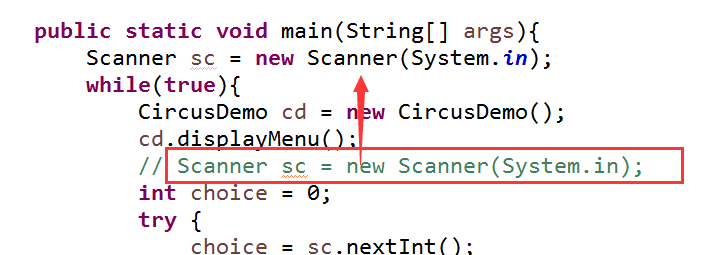 public static void main(String[] args){
Scanner sc = new Scanner(System.in);
while(true){
CircusDemo cd = new CircusDemo();
cd.displayMenu();
// Scanner sc = new Scanner(System.in);
int choice = 0;
try {
choice = sc.nextInt();